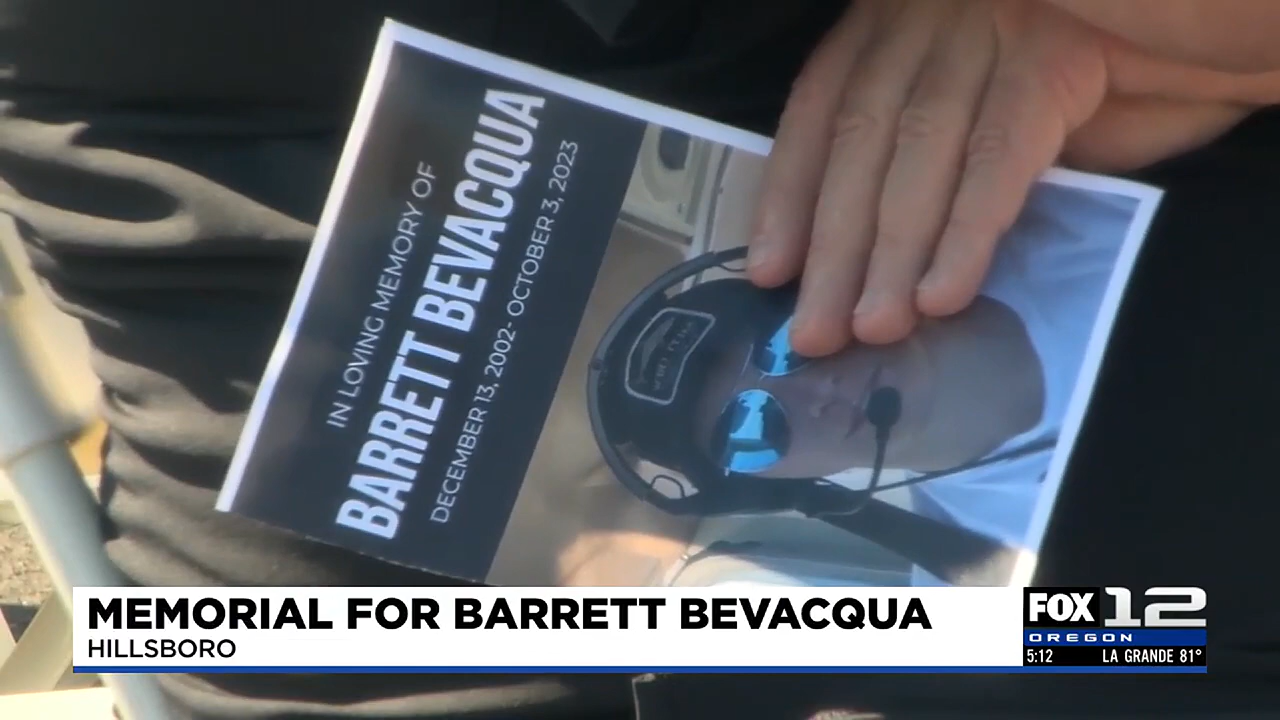 IN LOVING MEMORY OF
BARRETT BEVACQUA
DECEMBER 13, 2002- OCTOBER 3, 2023
MEMORIAL FOR BARRETT BEVACQUA
HILLSBORO
FOX 12
OREGON
5:12 LA GRANDE 81°